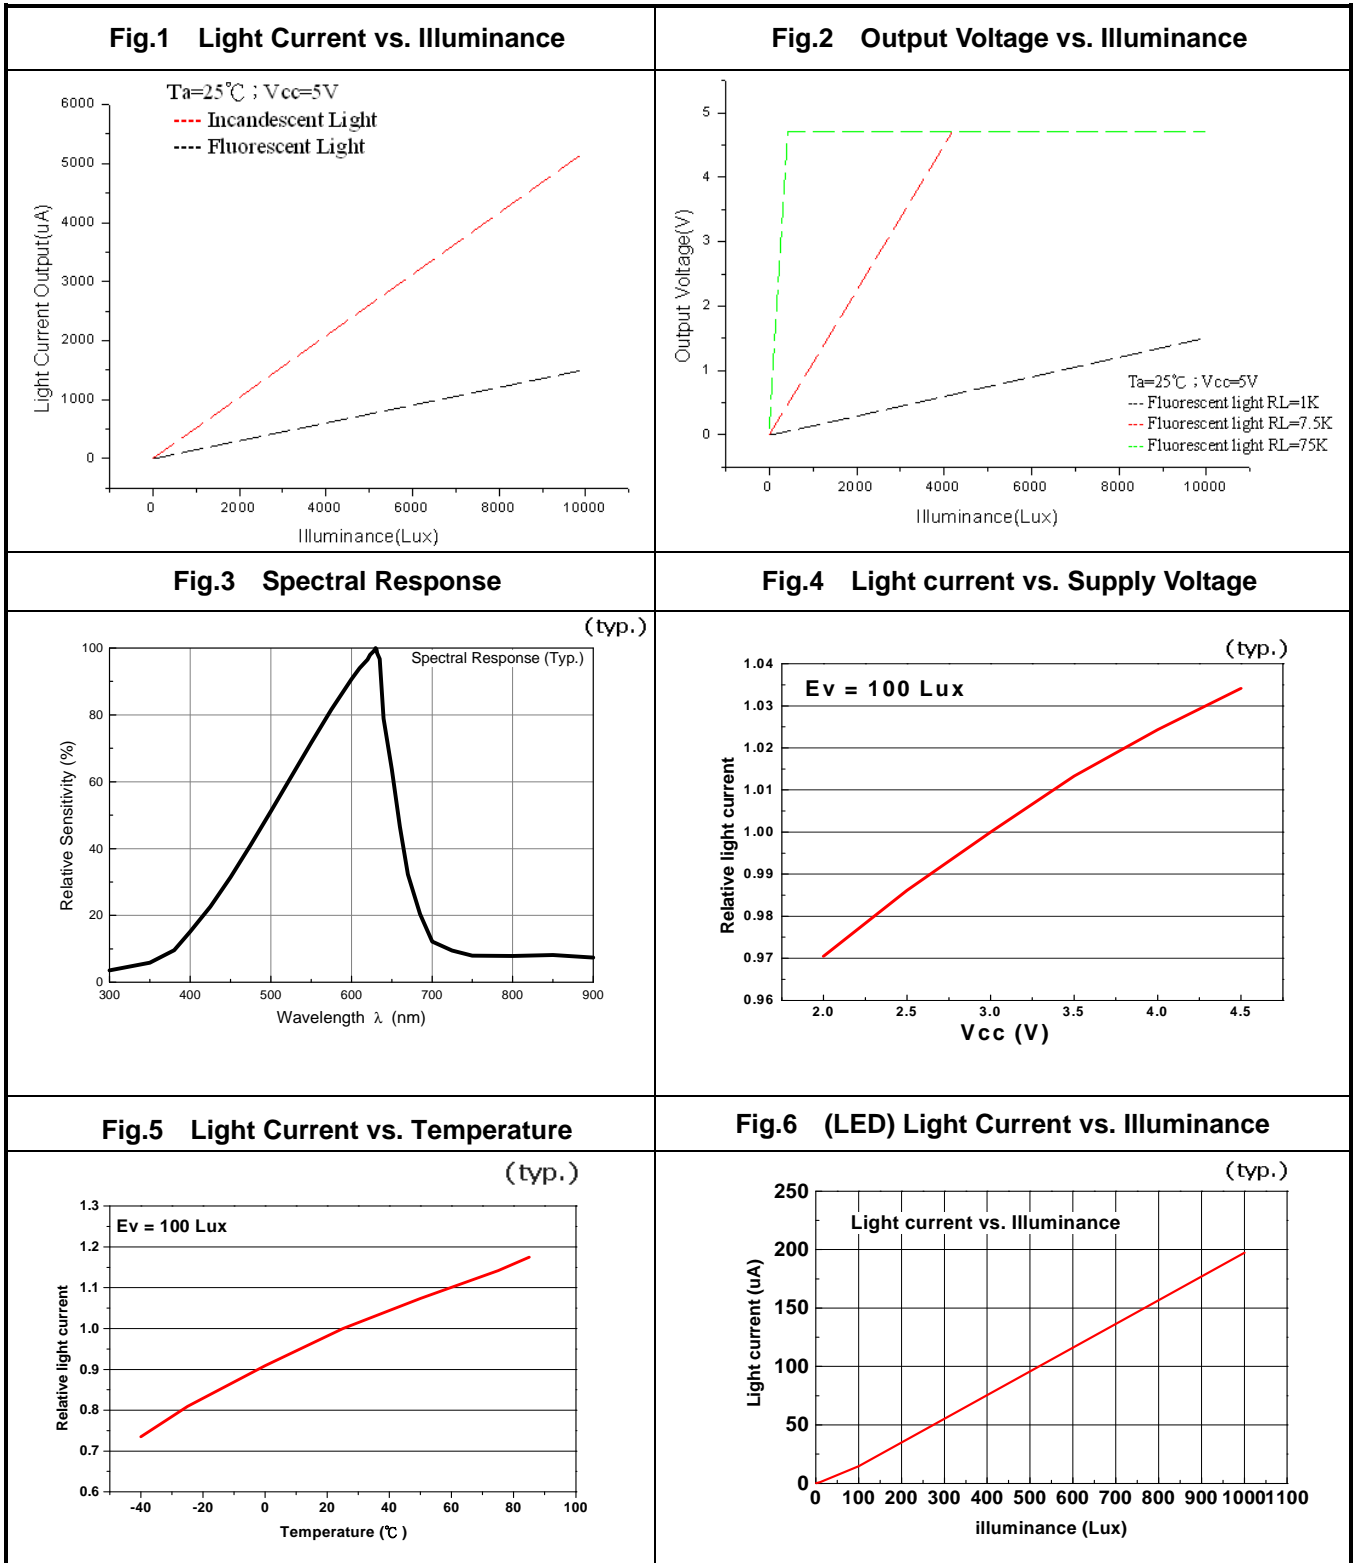 Fig.1 Light Current vs. Illuminance
Fig.2 Output Voltage vs. Illuminance
Ta=25℃ ; Vcc=5V
---- Incandescent Light
---- Fluorescent Light
6000
5000
4000
3000
2000
1000
0
Light Current Output(uA)
0 2000 4000 6000 8000 10000
Illuminance(Lux)
5
4
3
2
1
0
Output Voltage(V)
Ta=25℃ ; Vcc=5V
--- Fluorescent light RL=1K
--- Fluorescent light RL=7.5K
--- Fluorescent light RL=75K
0 2000 4000 6000 8000 10000
Illuminance(Lux)
Fig.3 Spectral Response
Fig.4 Light current vs. Supply Voltage
(typ.)
Spectral Response (Typ.)
100
80
60
40
20
0
Relative Sensitivity (%)
300 400 500 600 700 800 900
Wavelength λ (nm)
(typ.)
Ev = 100 Lux
1.04
1.03
1.02
1.01
1.00
0.99
0.98
0.97
0.96
Relative light current
2.0 2.5 3.0 3.5 4.0 4.5
Vcc (V)
Fig.5 Light Current vs. Temperature
Fig.6 (LED) Light Current vs. Illuminance
(typ.)
Ev = 100 Lux
1.3
1.2
1.1
1.0
0.9
0.8
0.7
0.6
Relative light current
-40 -20 0 20 40 60 80 100
Temperature (℃)
(typ.)
Light current vs. Illuminance
250
200
150
100
50
0
Light current (uA)
0 100 200 300 400 500 600 700 800 900 1000 1100
illuminance (Lux)